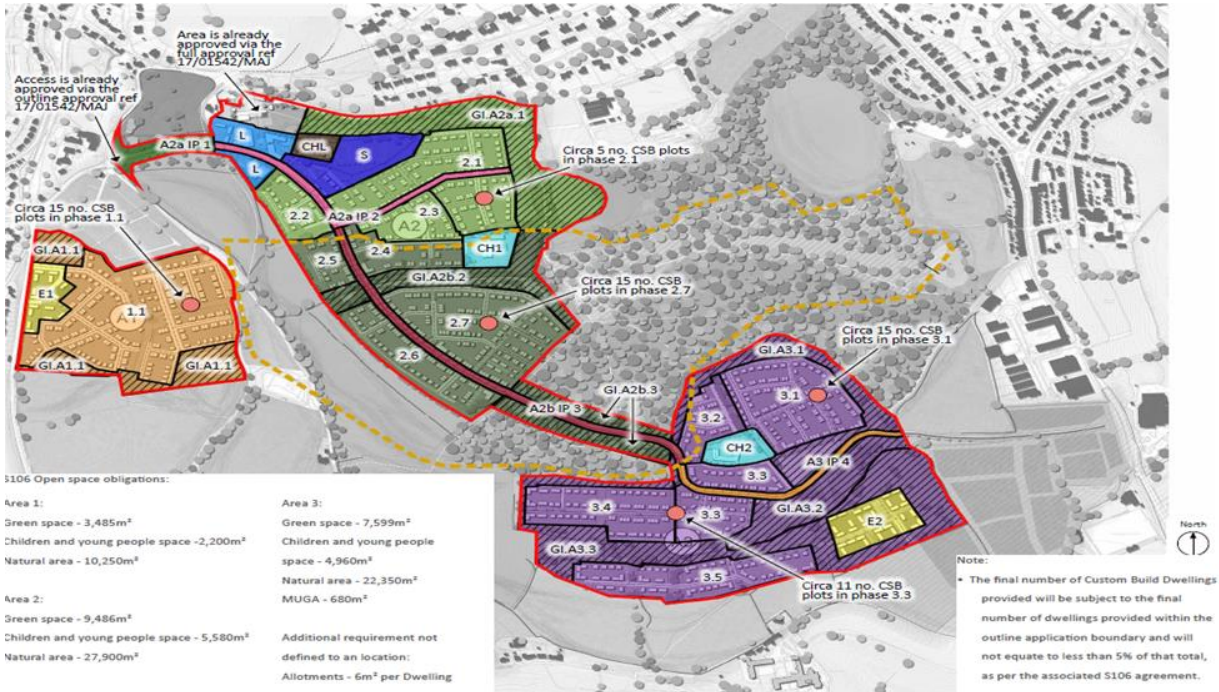 Area is already
approved via the
full approval ref
17/01542/MAJ
Access is already
approved via the
outline approval ref
17/01542/MAJ
A2a IP 1
L
L
CHL
S
GI.A2a.1
2.1
Circa 5 no. CSB plots
in phase 2.1
Circa 15 no. CSB
plots in phase 1.1
2.2
A2a IP 2
2.3
A2
GI.A1.1
E1
1.1
GI.A1.1
GI.A1.1
2.4
2.5
CH1
GI.A2b.2
Circa 15 no. CSB
plots in phase 2.7
2.7
2.6
GI.A2b.3
A2b IP 3
Circa 15 no. CSB
plots in phase 3.1
GI.A3.1
3.1
3.2
CH2
A3 IP 4
3.3
3.4
3.3
GI.A3.2
E2
GI.A3.3
3.5
Circa 11 no. CSB
plots in phase 3.3
North
S106 Open space obligations:
Area 1:
Green space - 3,485m²
Children and young people space -2,200m²
Natural area - 10,250m²
Area 2:
Green space - 9,486m²
Children and young people space - 5,580m²
Natural area - 27,900m²
Area 3:
Green space - 7,599m²
Children and young people
space - 4,960m²
Natural area - 22,350m²
MUGA - 680m²
Additional requirement not
defined to an location:
Allotments - 6m² per Dwelling
Note:
• The final number of Custom Build Dwellings
provided will be subject to the final
number of dwellings provided within the
outline application boundary and will
not equate to less than 5% of that total,
as per the associated S106 agreement.